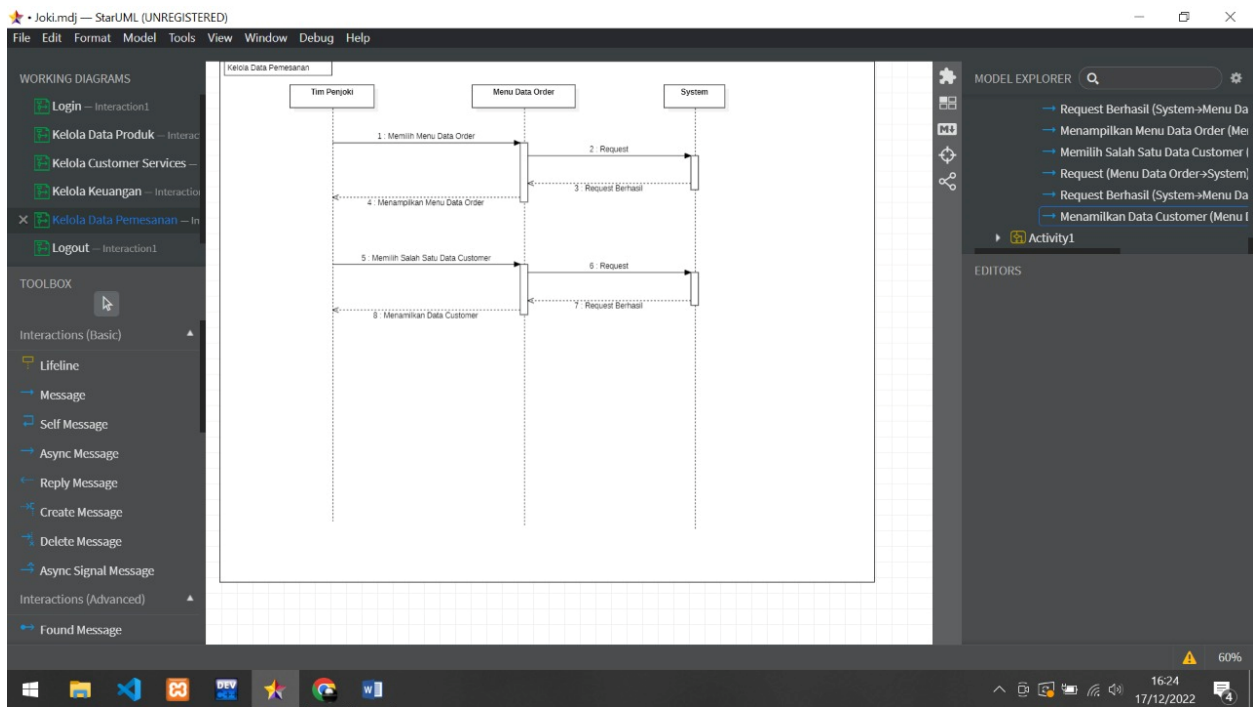 Joki.mdj — StarUML (UNREGISTERED)
File Edit Format Model Tools View Window Debug Help
WORKING DIAGRAMS
Login — Interaction1
Kelola Data Produk — Interac
Kelola Customer Services —
Kelola Keuangan — Interaction
Kelola Data Pemesanan — In
Logout — Interaction1
TOOLBOX
Interactions (Basic)
Lifeline
Message
Self Message
Async Message
Reply Message
Create Message
Delete Message
Async Signal Message
Interactions (Advanced)
Found Message
Kelola Data Pemesanan
Tim Penjoki
Menu Data Order
System
1 : Memilih Menu Data Order
2 : Request
3 : Request Berhasil
4 : Menampilkan Menu Data Order
5 : Memilih Salah Satu Data Customer
6 : Request
7 : Request Berhasil
8 : Menamilkan Data Customer
MODEL EXPLORER
Request Berhasil (System→Menu Da
Menampilkan Menu Data Order (Me
Memilih Salah Satu Data Customer (
Request (Menu Data Order→System)
Request Berhasil (System→Menu Da
Menamilkan Data Customer (Menu
Activity1
EDITORS
60%
DEV
16:24
17/12/2022
4